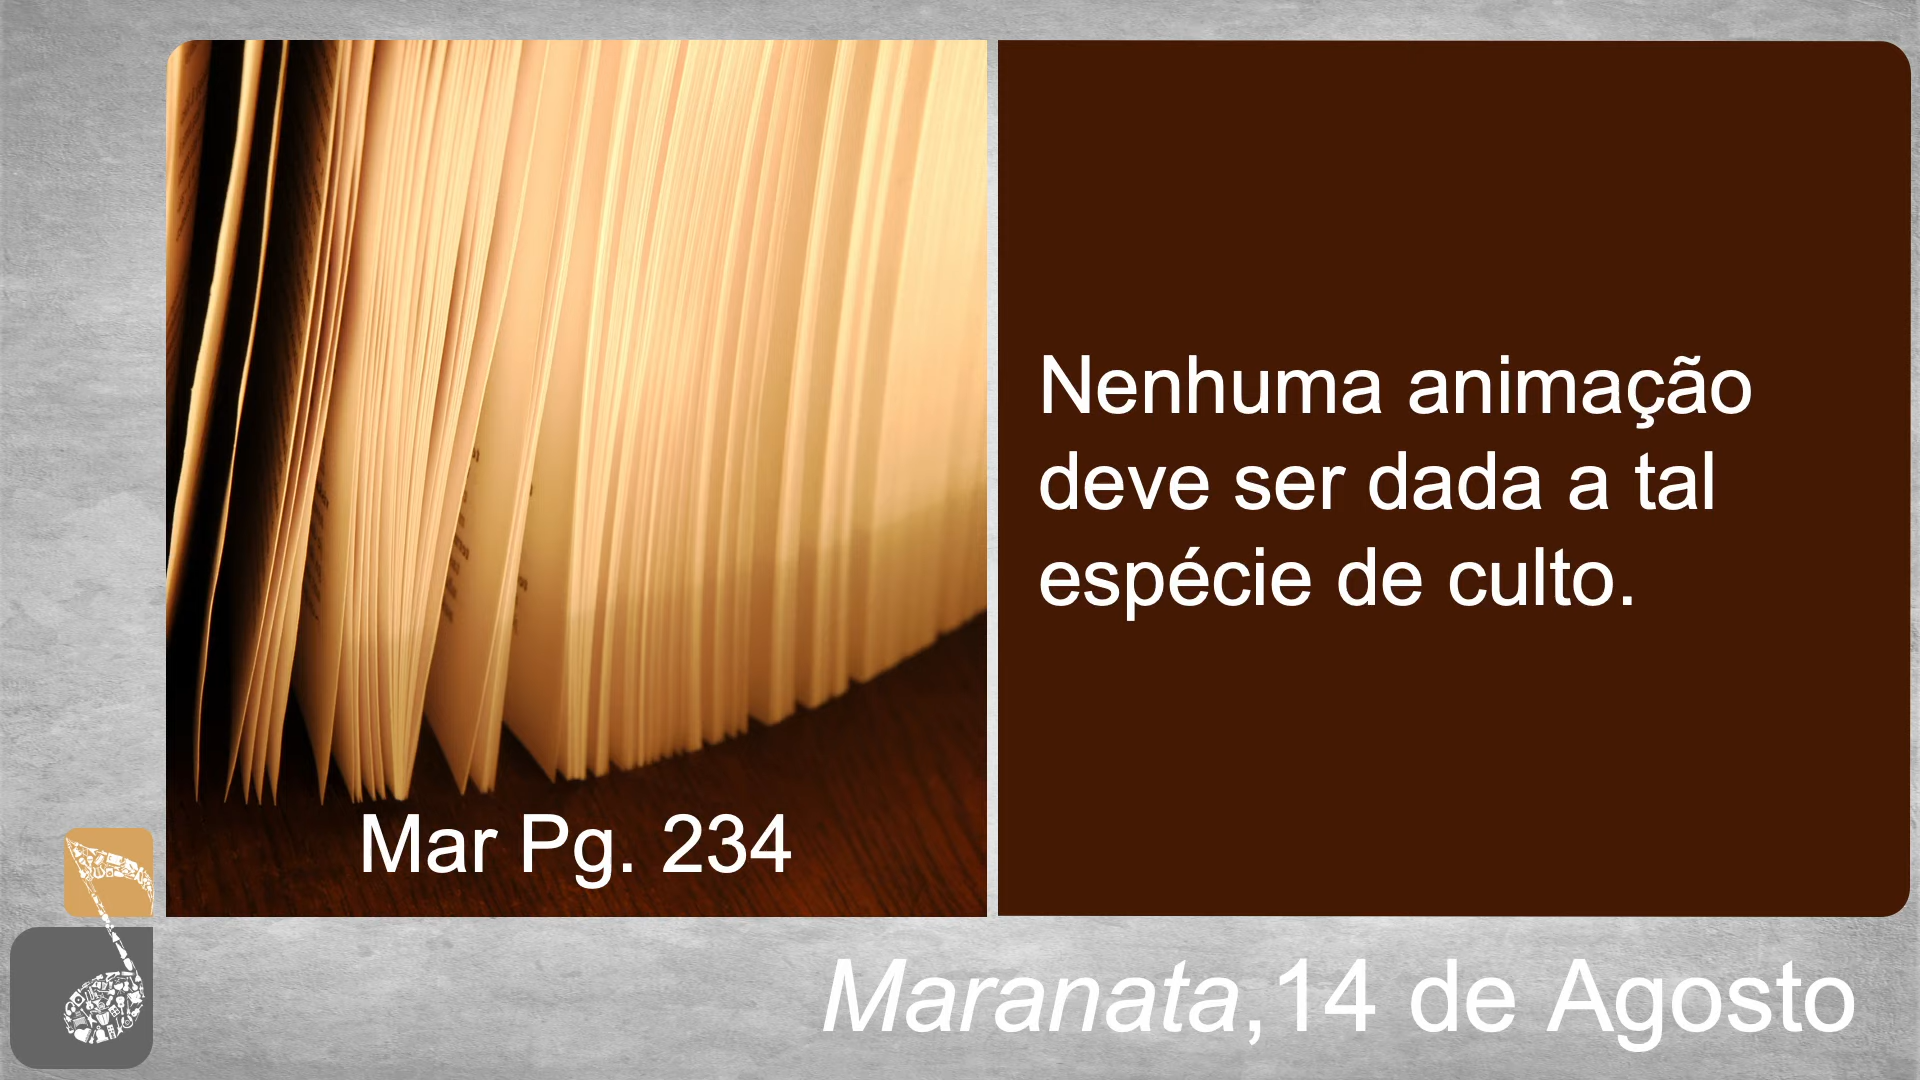 Nenhuma animação
deve ser dada a tal
espécie de culto.
Mar Pg. 234
Maranata,14 de Agosto